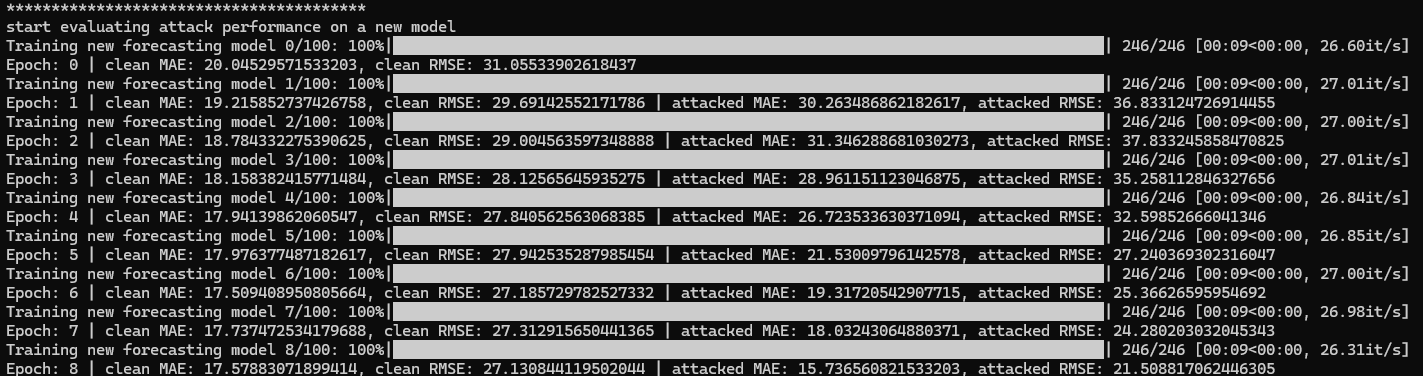 ****************************************
start evaluating attack performance on a new model
Training new forecasting model 0/100: 100%|██████████| 246/246 [00:09<00:00, 26.60it/s]
Epoch: 0 | clean MAE: 20.04529571533203, clean RMSE: 31.05533902618437
Training new forecasting model 1/100: 100%|██████████| 246/246 [00:09<00:00, 27.01it/s]
Epoch: 1 | clean MAE: 19.215852737426758, clean RMSE: 29.69142552171786 | attacked MAE: 30.263486862182617, attacked RMSE: 36.833124726914455
Training new forecasting model 2/100: 100%|██████████| 246/246 [00:09<00:00, 27.00it/s]
Epoch: 2 | clean MAE: 18.784332275390625, clean RMSE: 29.004563597348888 | attacked MAE: 31.346288681030273, attacked RMSE: 37.833245858470825
Training new forecasting model 3/100: 100%|██████████| 246/246 [00:09<00:00, 27.01it/s]
Epoch: 3 | clean MAE: 18.158382415771484, clean RMSE: 28.12565645935275 | attacked MAE: 28.961151123046875, attacked RMSE: 35.258112846327656
Training new forecasting model 4/100: 100%|██████████| 246/246 [00:09<00:00, 26.84it/s]
Epoch: 4 | clean MAE: 17.94139862060547, clean RMSE: 27.840562563068385 | attacked MAE: 26.723533630371094, attacked RMSE: 32.59852666041346
Training new forecasting model 5/100: 100%|██████████| 246/246 [00:09<00:00, 26.85it/s]
Epoch: 5 | clean MAE: 17.976377487182617, clean RMSE: 27.942535287985454 | attacked MAE: 21.53009796142578, attacked RMSE: 27.240369302316047
Training new forecasting model 6/100: 100%|██████████| 246/246 [00:09<00:00, 27.00it/s]
Epoch: 6 | clean MAE: 17.509408950805664, clean RMSE: 27.185729782527332 | attacked MAE: 19.31720542907715, attacked RMSE: 25.36626595954692
Training new forecasting model 7/100: 100%|██████████| 246/246 [00:09<00:00, 26.98it/s]
Epoch: 7 | clean MAE: 17.737472534179688, clean RMSE: 27.312915650441365 | attacked MAE: 18.03243064880371, attacked RMSE: 24.280203032045343
Training new forecasting model 8/100: 100%|██████████| 246/246 [00:09<00:00, 26.31it/s]
Epoch: 8 | clean MAE: 17.57883071899414, clean RMSE: 27.130844119502044 | attacked MAE: 15.736560821533203, attacked RMSE: 21.508817062446305